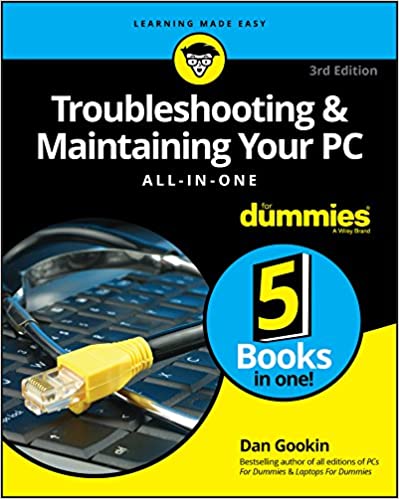 LEARNING MADE EASY
3rd Edition
Troubleshooting &
Maintaining Your PC
ALL-IN-ONE
for
dummies®
A Wiley Brand
5
Books
in one!
Dan Gookin
Bestselling author of all editions of PCs
For Dummies & Laptops For Dummies